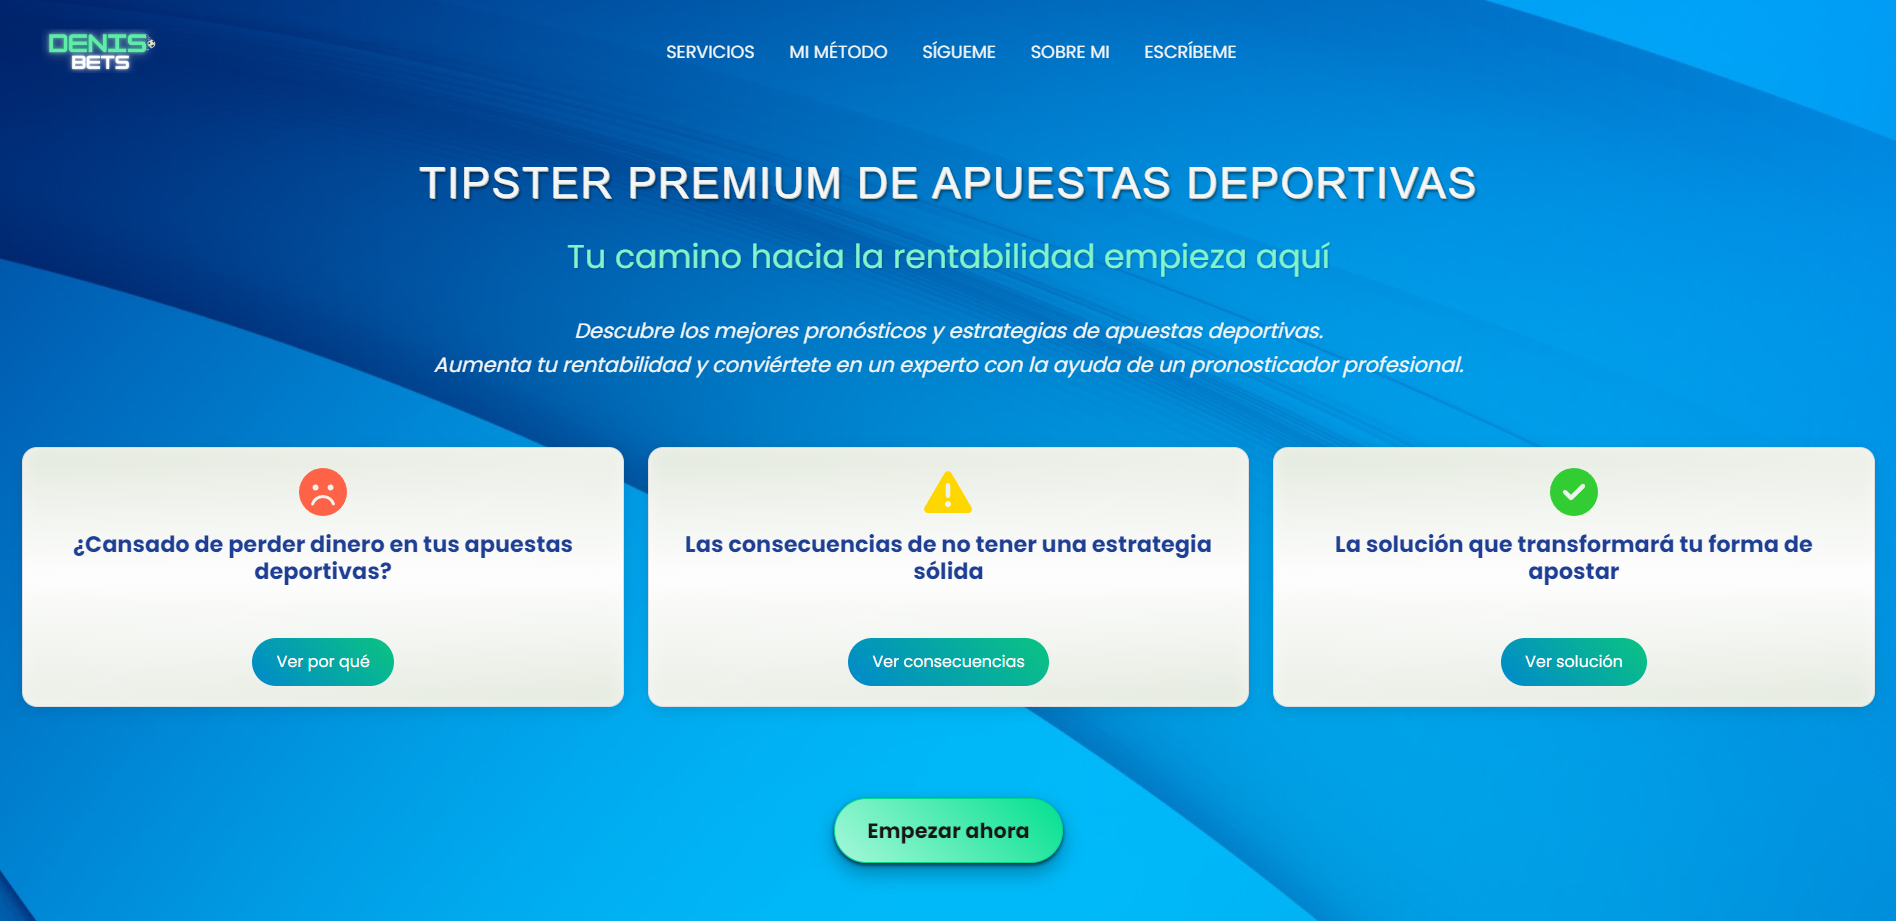 DENIS
BETS
SERVICIOS MI MÉTODO SÍGUEME SOBRE MI ESCRÍBEME
TIPSTER PREMIUM DE APUESTAS DEPORTIVAS
Tu camino hacia la rentabilidad empieza aquí
Descubre los mejores pronósticos y estrategias de apuestas deportivas.
Aumenta tu rentabilidad y conviértete en un experto con la ayuda de un pronosticador profesional.
¿Cansado de perder dinero en tus apuestas
deportivas?
Ver por qué
Las consecuencias de no tener una estrategia
sólida
Ver consecuencias
La solución que transformará tu forma de
apostar
Ver solución
Empezar ahora